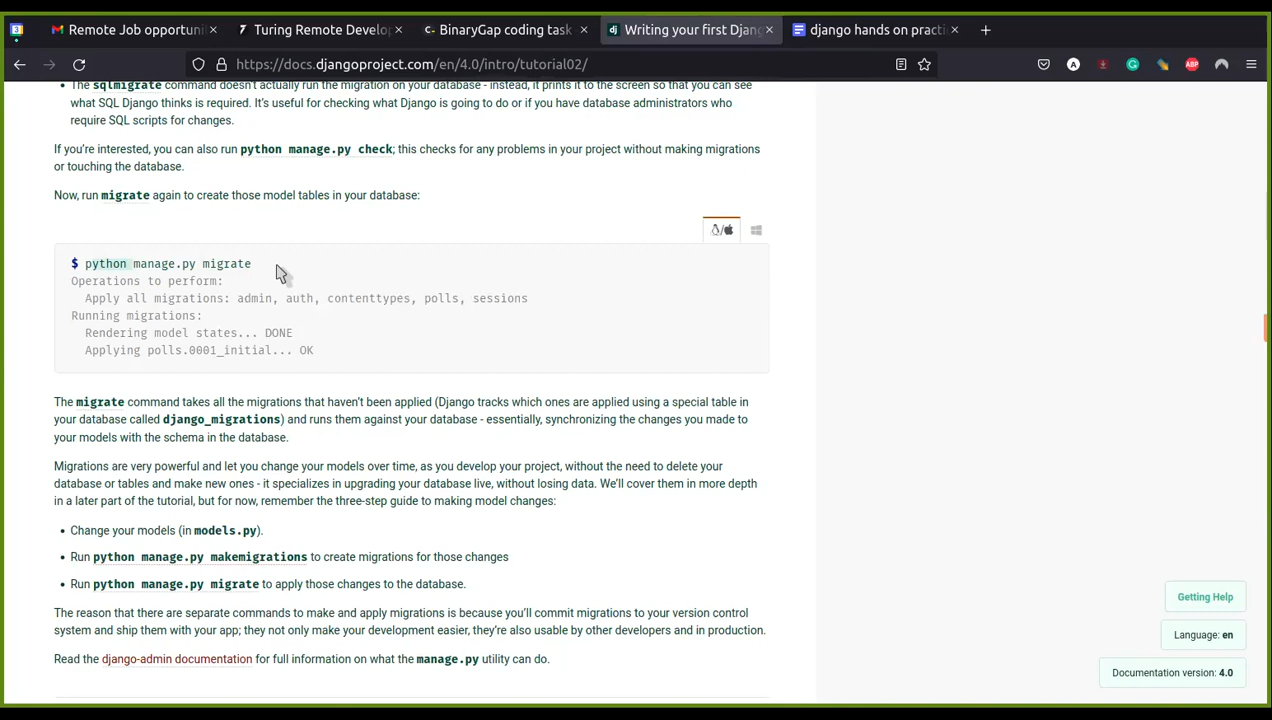 Remote Job opportuni
Turing Remote Develo
BinaryGap coding task
Writing your first Djang
django hands on practi
https://docs.djangoproject.com/en/4.0/intro/tutorial02/
The sqlmigrate command doesn't actually run the migration on your database - instead, it prints it to the screen so that you can see
what SQL Django thinks is required. It's useful for checking what Django is going to do or if you have database administrators who
require SQL scripts for changes.
If you're interested, you can also run python manage.py check; this checks for any problems in your project without making migrations
or touching the database.
Now, run migrate again to create those model tables in your database:
$ python manage.py migrate
Operations to perform:
Apply all migrations: admin, auth, contenttypes, polls, sessions
Running migrations:
Rendering model states... DONE
Applying polls.0001_initial... OK
The migrate command takes all the migrations that haven't been applied (Django tracks which ones are applied using a special table in
your database called django_migrations) and runs them against your database - essentially, synchronizing the changes you made to
your models with the schema in the database.
Migrations are very powerful and let you change your models over time, as you develop your project, without the need to delete your
database or tables and make new ones - it specializes in upgrading your database live, without losing data. We'll cover them in more depth
in a later part of the tutorial, but for now, remember the three-step guide to making model changes:
• Change your models (in models.py).
• Run python manage.py makemigrations to create migrations for those changes
• Run python manage.py migrate to apply those changes to the database.
The reason that there are separate commands to make and apply migrations is because you'll commit migrations to your version control
system and ship them with your app; they not only make your development easier, they're also usable by other developers and in production.
Read the django-admin documentation for full information on what the manage.py utility can do.
Getting Help
Language: en
Documentation version: 4.0